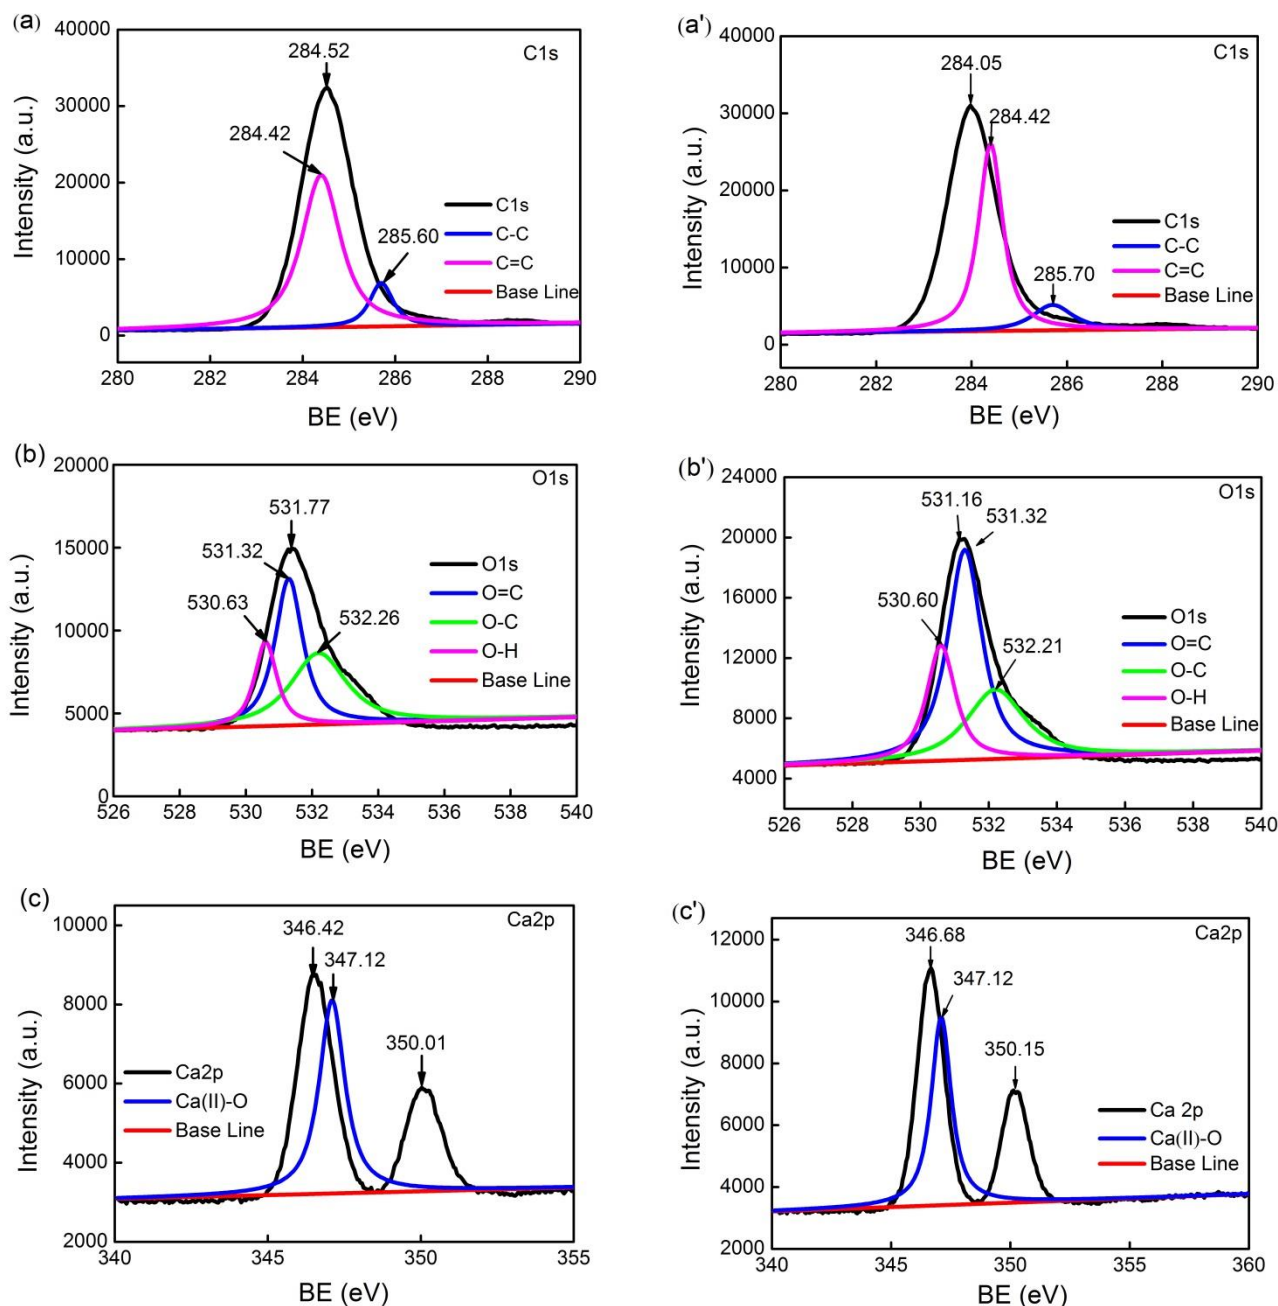 (a)
C1s
284.52
284.42
285.60
C1s
C-C
C=C
Base Line
Intensity (a.u.)
40000
30000
20000
10000
0
280 282 284 286 288 290
BE (eV)
(a')
C1s
284.05
284.42
285.70
C1s
C-C
C=C
Base Line
Intensity (a.u.)
40000
30000
20000
10000
0
280 282 284 286 288 290
BE (eV)
(b)
O1s
531.77
531.32
530.63
532.26
O1s
O=C
O-C
O-H
Base Line
Intensity (a.u.)
20000
15000
10000
5000
0
526 528 530 532 534 536 538 540
BE (eV)
(b')
O1s
531.16
531.32
530.60
532.21
O1s
O=C
O-C
O-H
Base Line
Intensity (a.u.)
24000
20000
16000
12000
8000
4000
526 528 530 532 534 536 538 540
BE (eV)
(c)
Ca2p
346.42
347.12
350.01
Ca2p
Ca(II)-O
Base Line
Intensity (a.u.)
10000
8000
6000
4000
2000
340 345 350 355
BE (eV)
(c')
Ca2p
346.68
347.12
350.15
Ca 2p
Ca(II)-O
Base Line
Intensity (a.u.)
12000
10000
8000
6000
4000
2000
340 345 350 355 360
BE (eV)